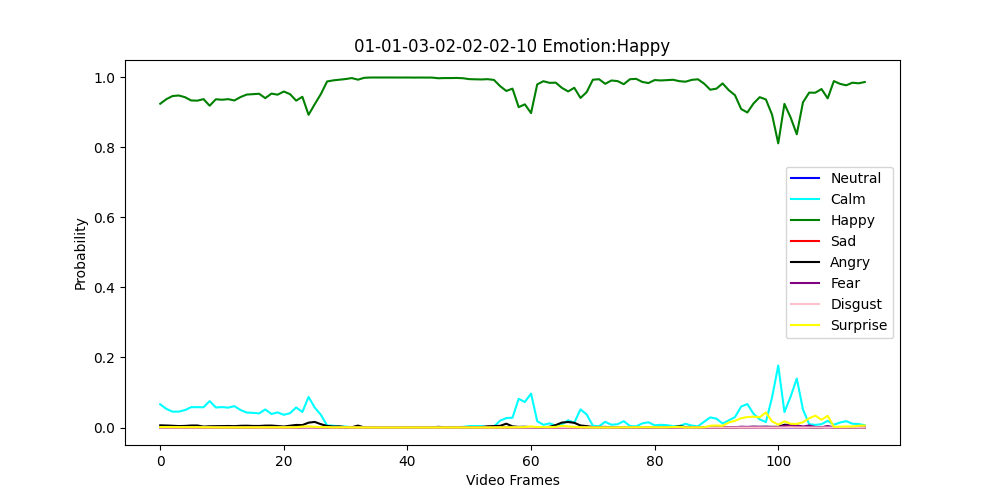 01-01-03-02-02-02-10 Emotion:Happy
Probability
1.0
0.8
0.6
0.4
0.2
0.0
0
20
40
60
80
100
Video Frames
Neutral
Calm
Happy
Sad
Angry
Fear
Disgust
Surprise